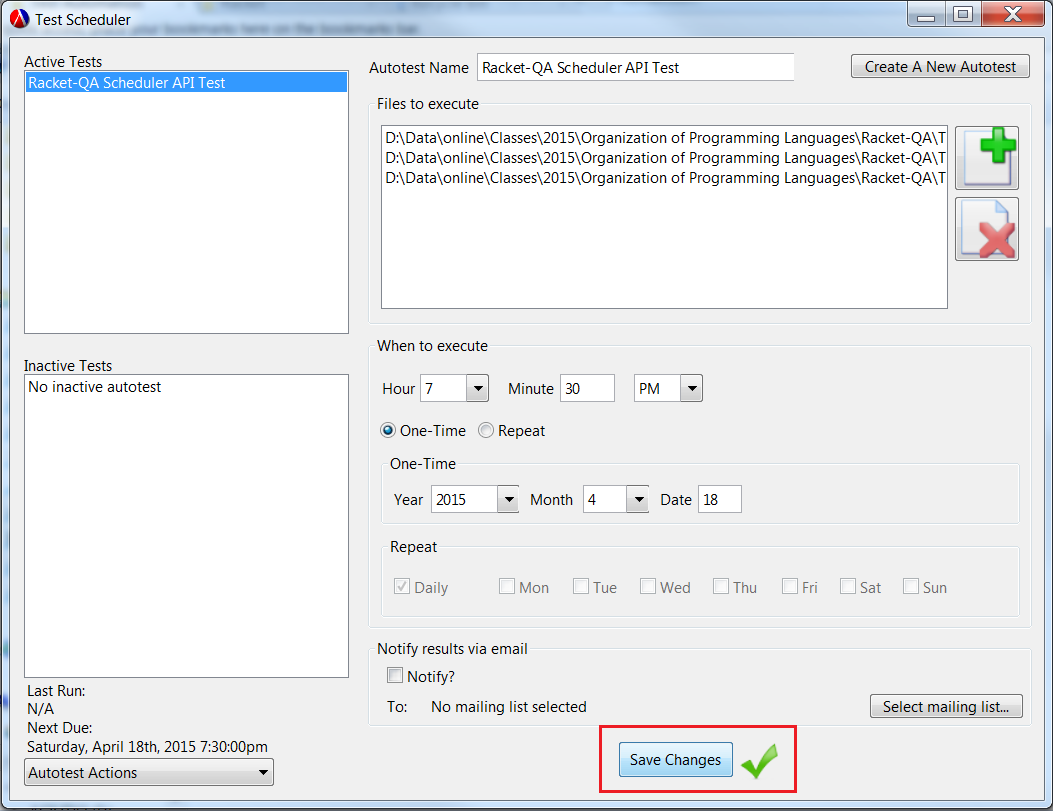 Test Scheduler
Active Tests
Racket-QA Scheduler API Test
Inactive Tests
No inactive autotest
Last Run:
N/A
Next Due:
Saturday, April 18th, 2015 7:30:00pm
Autotest Actions
Autotest Name Racket-QA Scheduler API Test Create A New Autotest
Files to execute
D:\Data\online\Classes\2015\Organization of Programming Languages\Racket-QA\T
D:\Data\online\Classes\2015\Organization of Programming Languages\Racket-QA\T
D:\Data\online\Classes\2015\Organization of Programming Languages\Racket-QA\T
When to execute
Hour 7 Minute 30 PM
One-Time Repeat
One-Time
Year 2015 Month 4 Date 18
Repeat
Daily Mon Tue Wed Thu Fri Sat Sun
Notify results via email
Notify?
To: No mailing list selected Select mailing list...
Save Changes